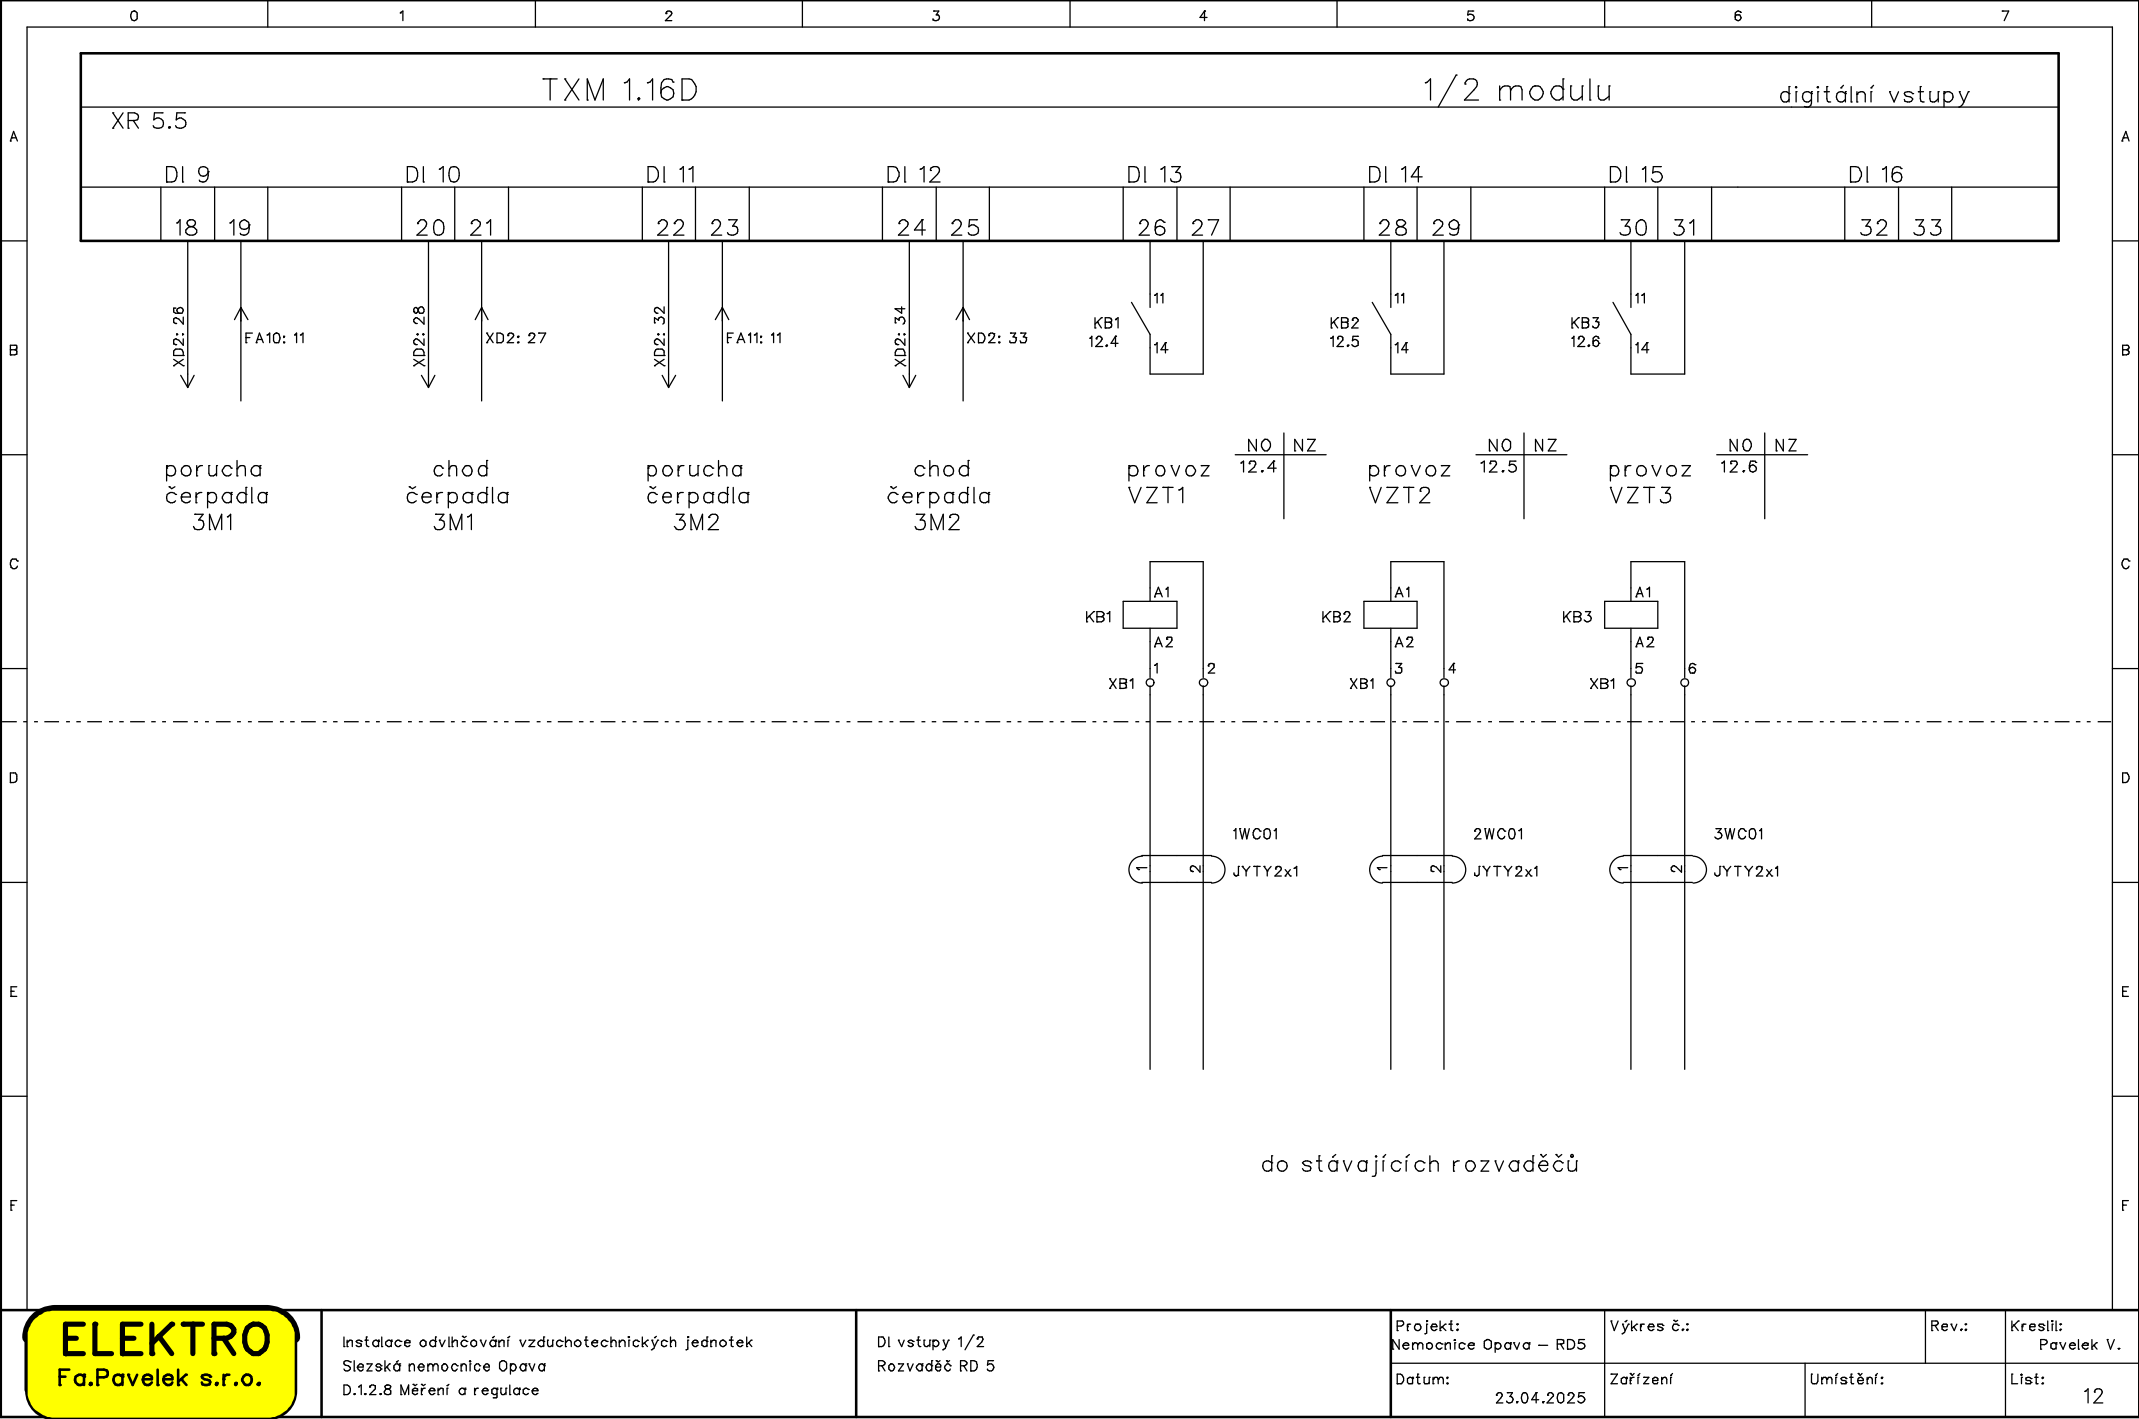 0 1 2 3 4 5 6 7
TXM 1.16D 1/2 modulu digitální vstupy
XR 5.5
A A
DI 9 DI 10 DI 11 DI 12 DI 13 DI 14 DI 15 DI 16
18 19 20 21 22 23 24 25 26 27 28 29 30 31 32 33
XD2: 26 FA10: 11 XD2: 28 XD2: 27 XD2: 32 FA11: 11 XD2: 34 XD2: 33
11 11 11
KB1 KB2 KB3
12.4 12.5 12.6
14 14 14
B B
NO NZ NO NZ NO NZ
12.4 12.5 12.6
porucha chod porucha chod provoz provoz provoz
čerpadla čerpadla čerpadla čerpadla VZT1 VZT2 VZT3
3M1 3M1 3M2 3M2
C C
A1 A1 A1
KB1 KB2 KB3
A2 A2 A2
1 2 3 4 5 6
XB1 XB1 XB1
D D
1WC01 2WC01 3WC01
1 2 JYTY2x1 1 2 JYTY2x1 1 2 JYTY2x1
E E
do stávajících rozvaděčů
F F
ELEKTRO
Fa.Pavelek s.r.o.
Instalace odvlhčování vzduchotechnických jednotek
Slezská nemocnice Opava
D.1.2.8 Měření a regulace
DI vstupy 1/2
Rozvaděč RD 5
Projekt:
Nemocnice Opava – RD5
Výkres č.:
Rev.:
Kreslil:
Pavelek V.
Datum:
23.04.2025
Zařízení
Umístění:
List:
12